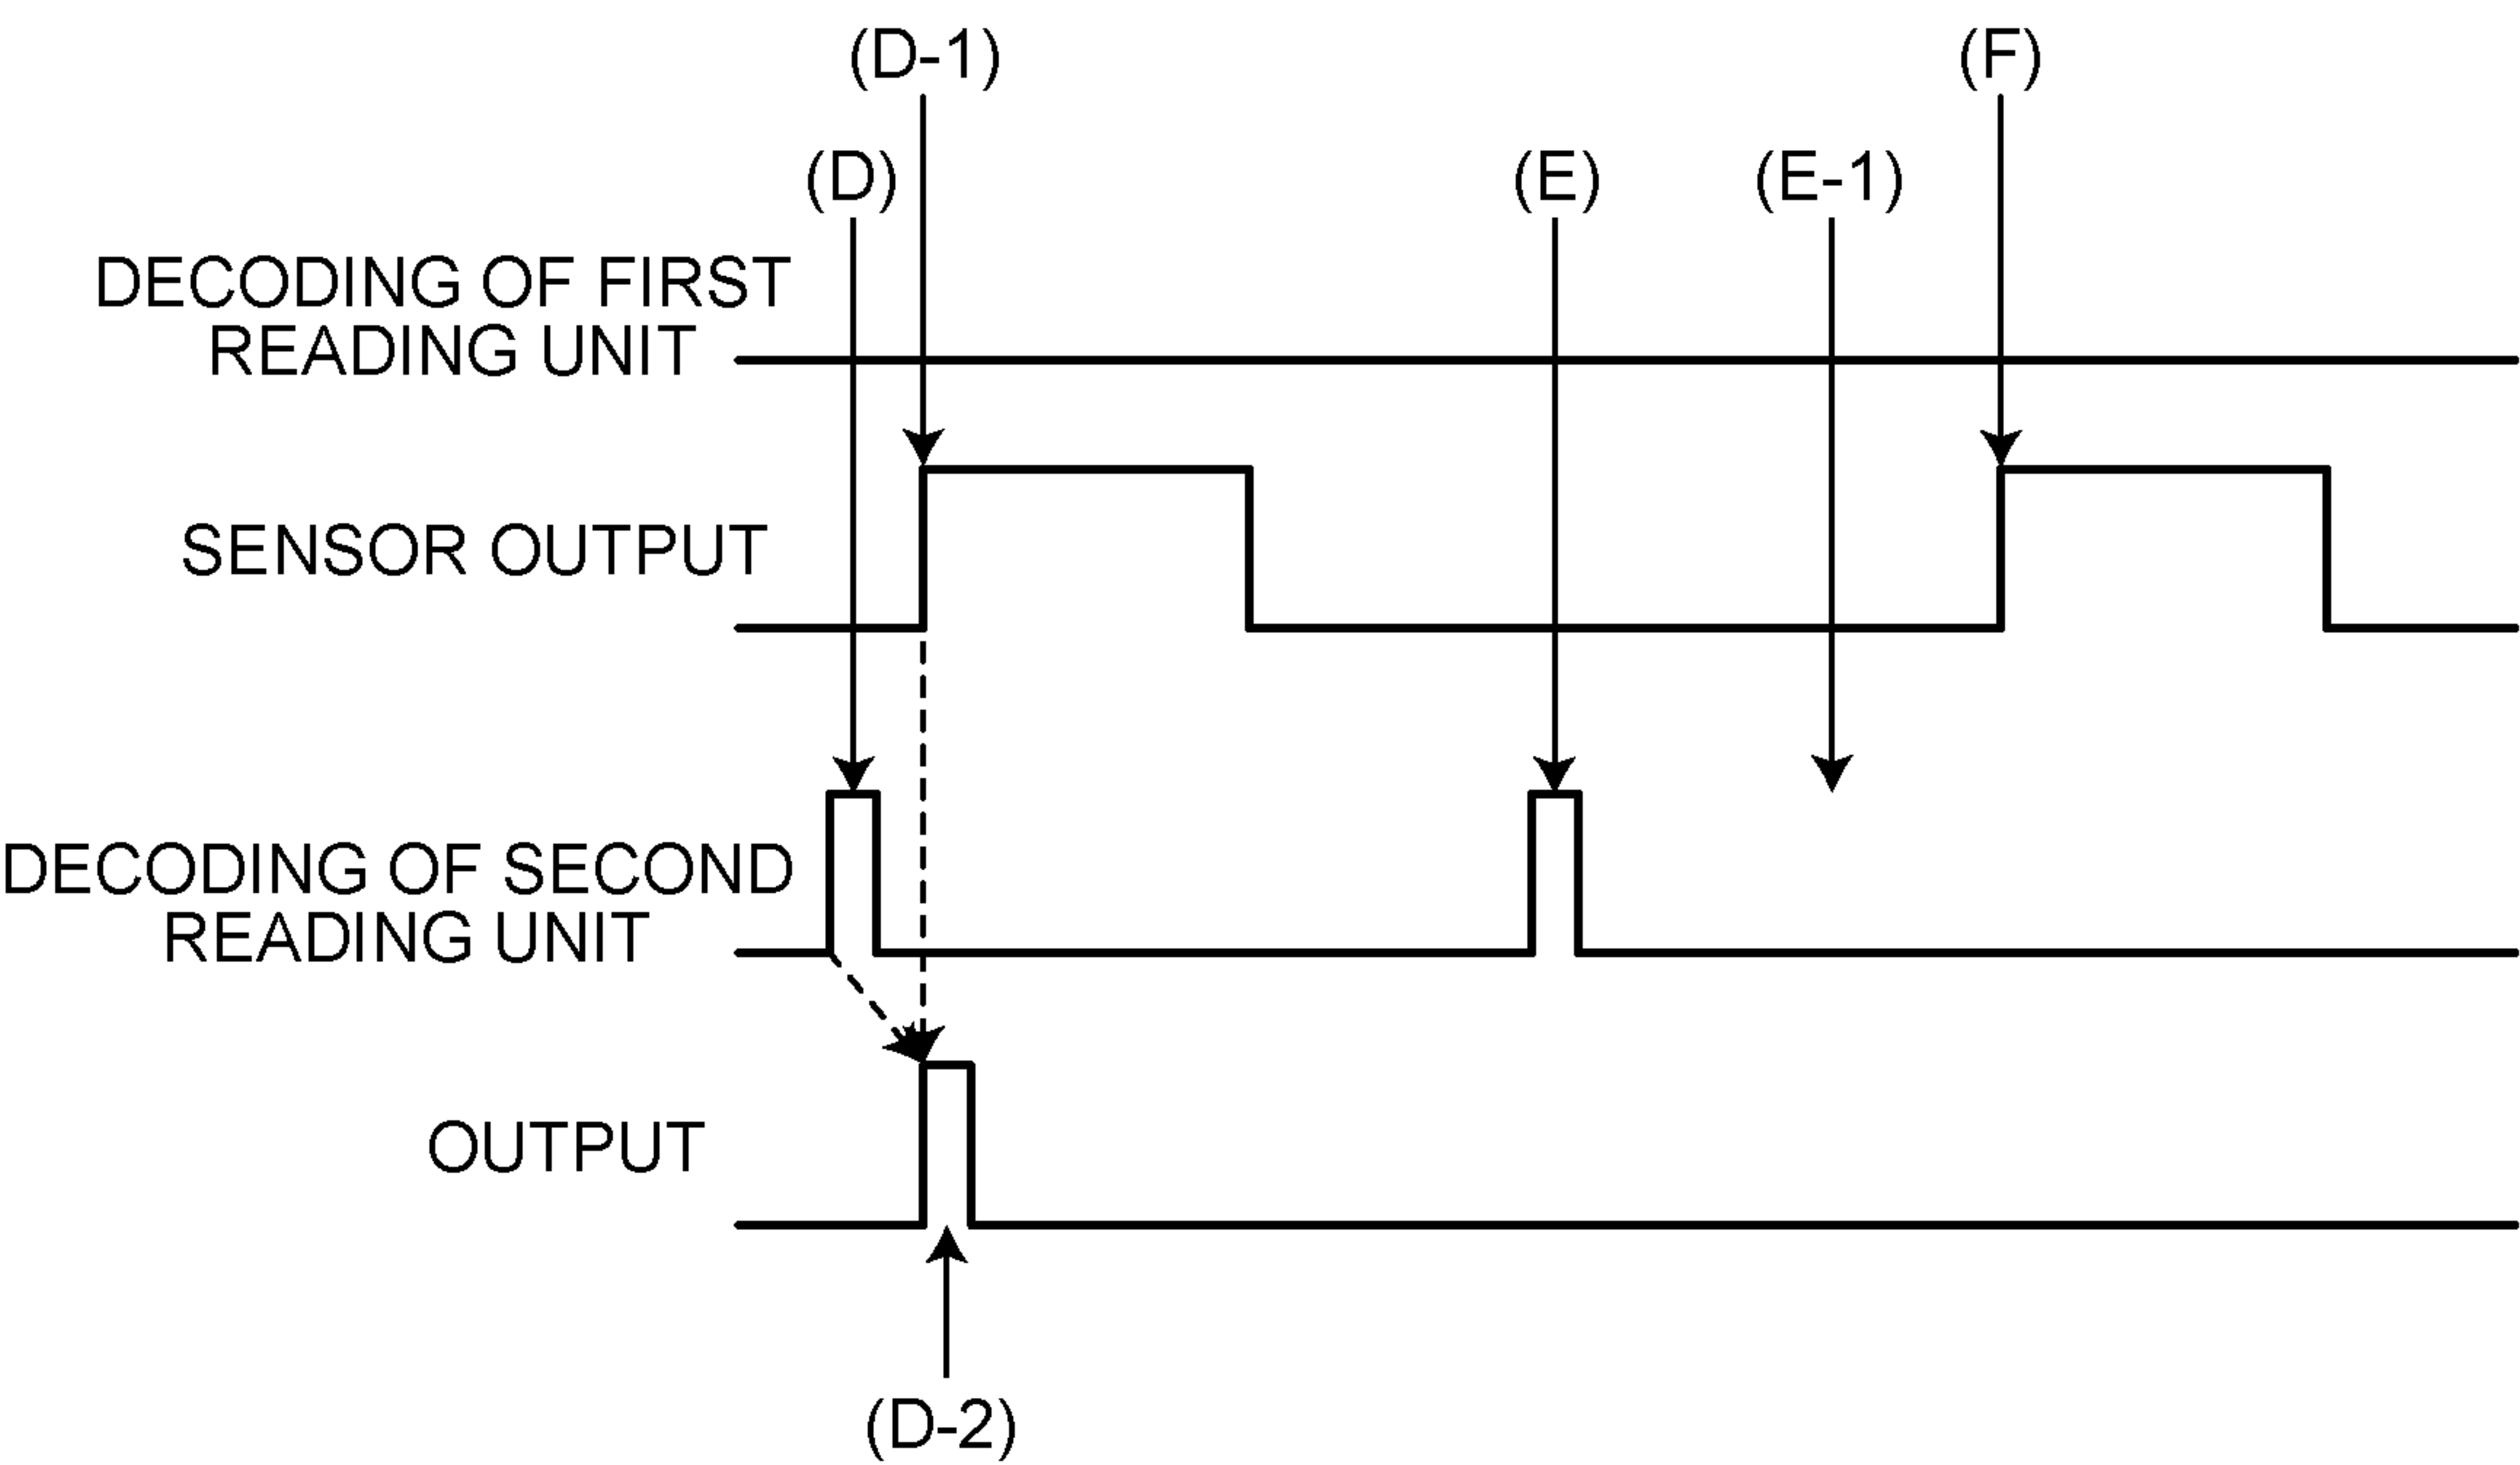 (D-1)
(F)
(D)
(E)
(E-1)
DECODING OF FIRST
READING UNIT
SENSOR OUTPUT
DECODING OF SECOND
READING UNIT
OUTPUT
(D-2)